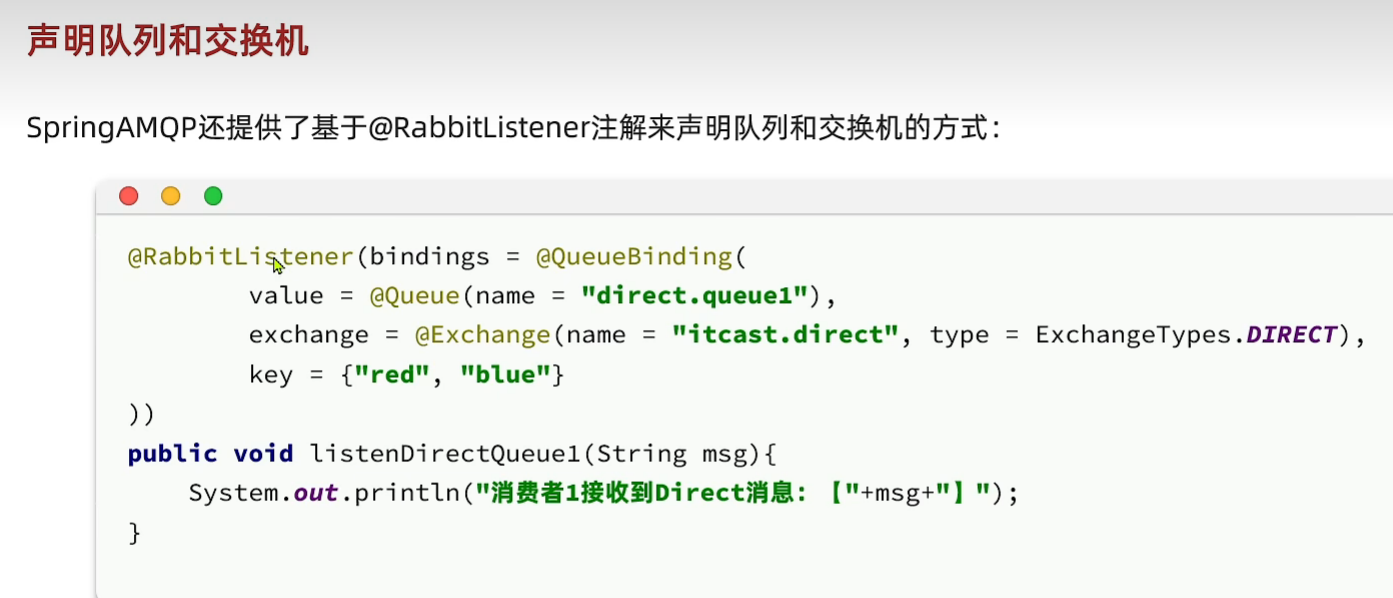 声明队列和交换机
SpringAMQP还提供了基于@RabbitListener注解来声明队列和交换机的方式：
@RabbitListener(bindings = @QueueBinding(
        value = @Queue(name = "direct.queue1"),
        exchange = @Exchange(name = "itcast.direct", type = ExchangeTypes.DIRECT),
        key = {"red", "blue"}
))
public void listenDirectQueue1(String msg){
    System.out.println("消费者1接收到Direct消息：【"+msg+"】");
}